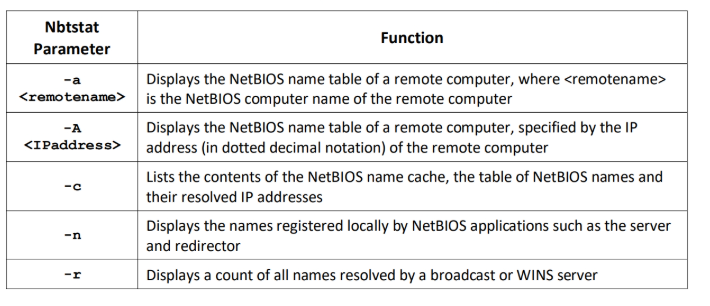 Nbtstat
Parameter
Function
-a
<remotename>
Displays the NetBIOS name table of a remote computer, where <remotename>
is the NetBIOS computer name of the remote computer
-A
<IPaddress>
Displays the NetBIOS name table of a remote computer, specified by the IP
address (in dotted decimal notation) of the remote computer
-c
Lists the contents of the NetBIOS name cache, the table of NetBIOS names and
their resolved IP addresses
-n
Displays the names registered locally by NetBIOS applications such as the server
and redirector
-r
Displays a count of all names resolved by a broadcast or WINS server